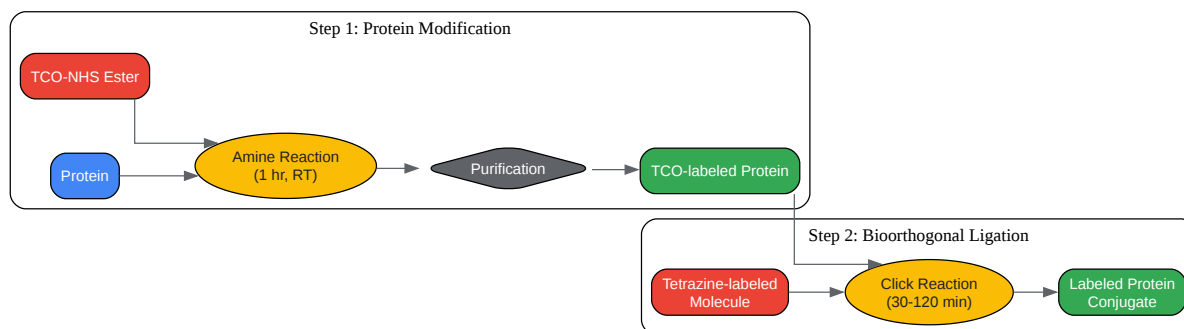 Step 1: Protein Modification
TCO-NHS Ester
Protein
Amine Reaction
(1 hr, RT)
Purification
TCO-labeled Protein
Step 2: Bioorthogonal Ligation
Tetrazine-labeled
Molecule
Click Reaction
(30-120 min)
Labeled Protein
Conjugate